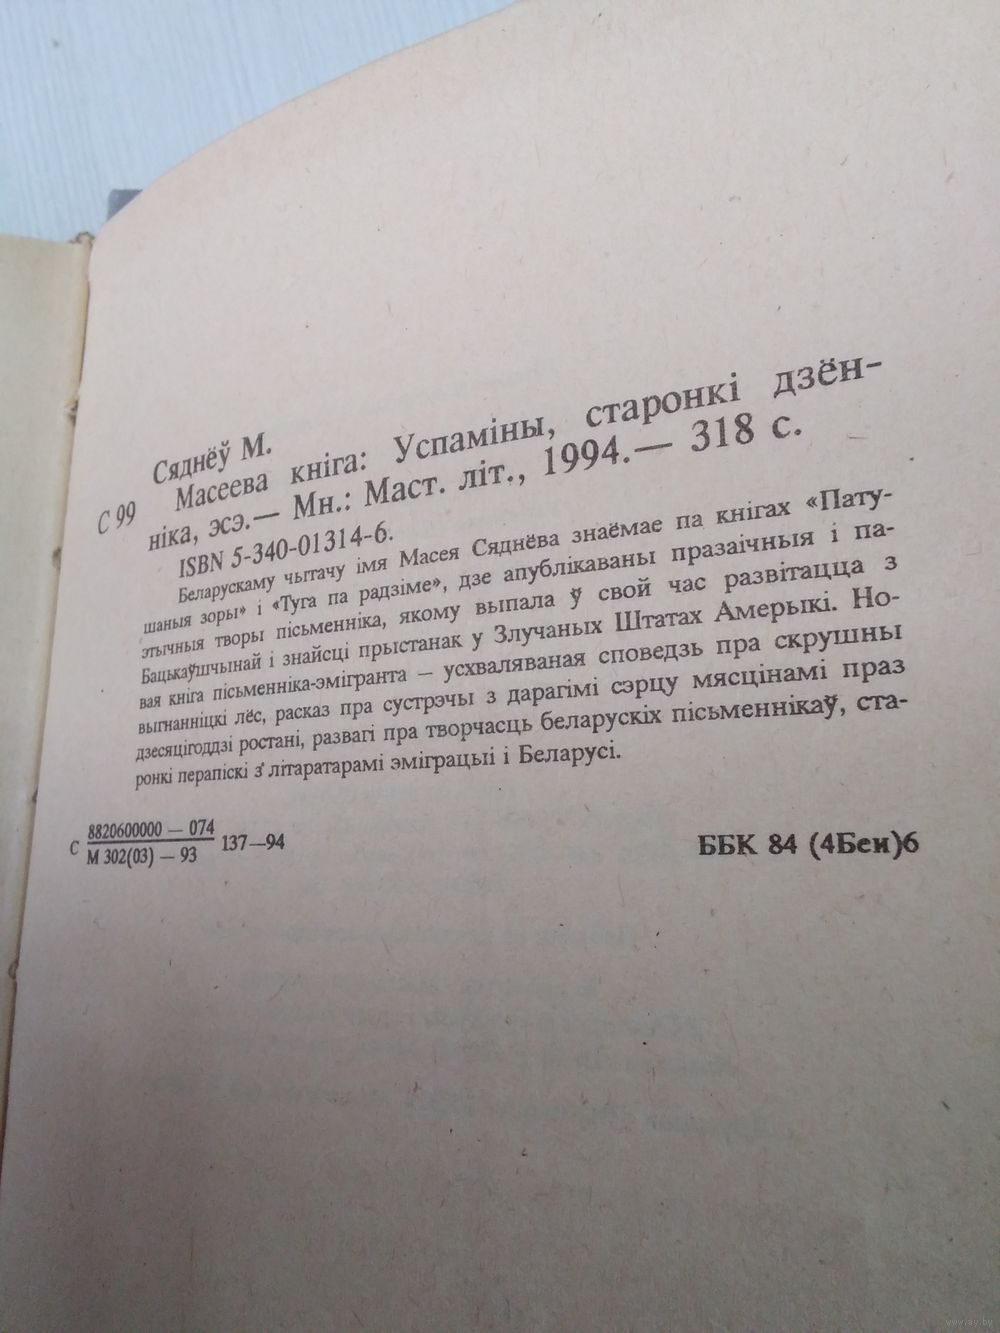 Сяднёў М.
С 99
Масеева кніга: Успаміны, старонкі дзён-
ніка, эсэ.— Мн.: Маст. літ., 1994.— 318 с.
ISBN 5-340-01314-6.
Беларускаму чытачу імя Масея Сяднёва знаёмае па кнігах «Пату-
шаныя зоры» і «Туга па радзіме», дзе апублікаваны празаічныя і па-
этычныя творы пісьменніка, якому выпала ў свой час развітацца з
Бацькаўшчынай і знайсці прыстанак у Злучаных Штатах Амерыкі. Но-
вая кніга пісьменніка-эмігранта — усхваляваная споведзь пра скрушны
выгнанніцкі лёс, расказ пра сустрэчы з дарагімі сэрцу мясцінамі праз
дзесяцігоддзі ростані, развагі пра творчасць беларускіх пісьменнікаў, ста-
ронкі перапіскі з літаратарамі эміграцыі і Беларусі.
С 8820600000 — 074
М 302(03) — 93 137—94
ББК 84 (4Беи)6
www.ay.by